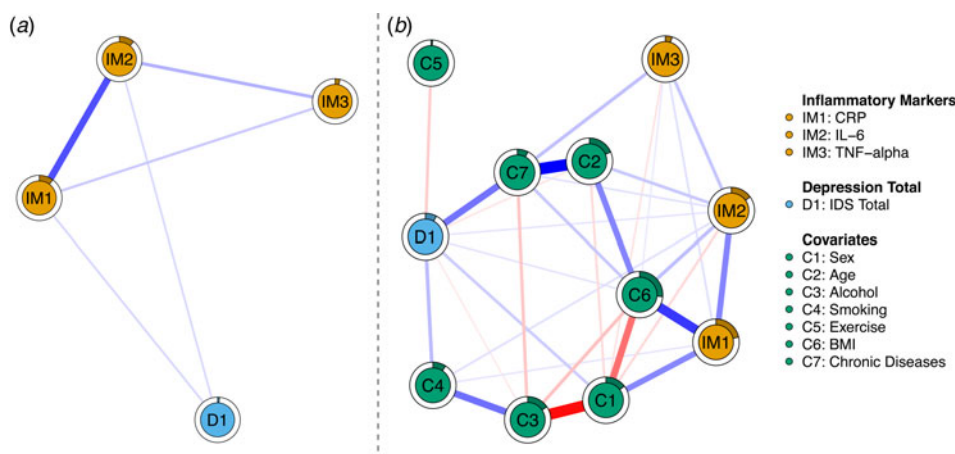 (a)
IM2
IM3
IM1
D1
(b)
C5
IM3
C7
C2
D1
IM2
C6
IM1
C4
C3
C1
Inflammatory Markers
IM1: CRP
IM2: IL-6
IM3: TNF-alpha
Depression Total
D1: IDS Total
Covariates
C1: Sex
C2: Age
C3: Alcohol
C4: Smoking
C5: Exercise
C6: BMI
C7: Chronic Diseases